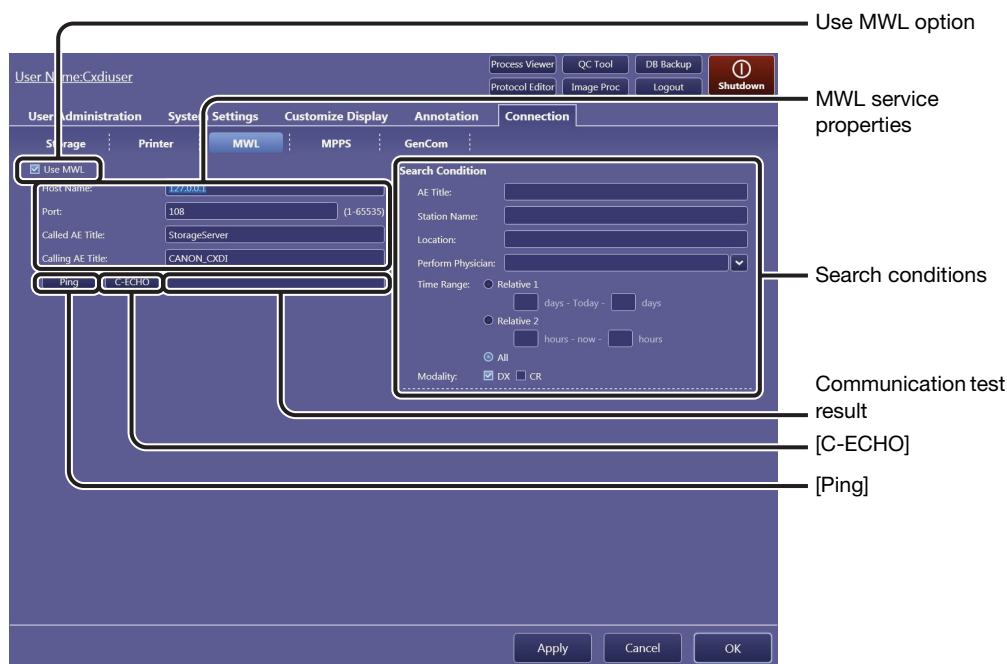 Use MWL option
User Name:Cxdiuser
Process Viewer QC Tool DB Backup
Protocol Editor Image Proc Logout Shutdown
MWL service
properties
User Administration System Settings Customize Display Annotation Connection
Storage Printer MWL MPPS GenCom
Use MWL
Search Condition
Host Name: 127.0.0.1
AE Title:
Port: 108 (1-65535)
Station Name:
Called AE Title: StorageServer
Location:
Calling AE Title: CANON_CXDI
Perform Physician:
Ping C-ECHO
Time Range: Relative 1
days - Today - days
Relative 2
hours - now - hours
All
Modality: DX CR
Search conditions
Communication test
result
[C-ECHO]
[Ping]
Apply Cancel OK